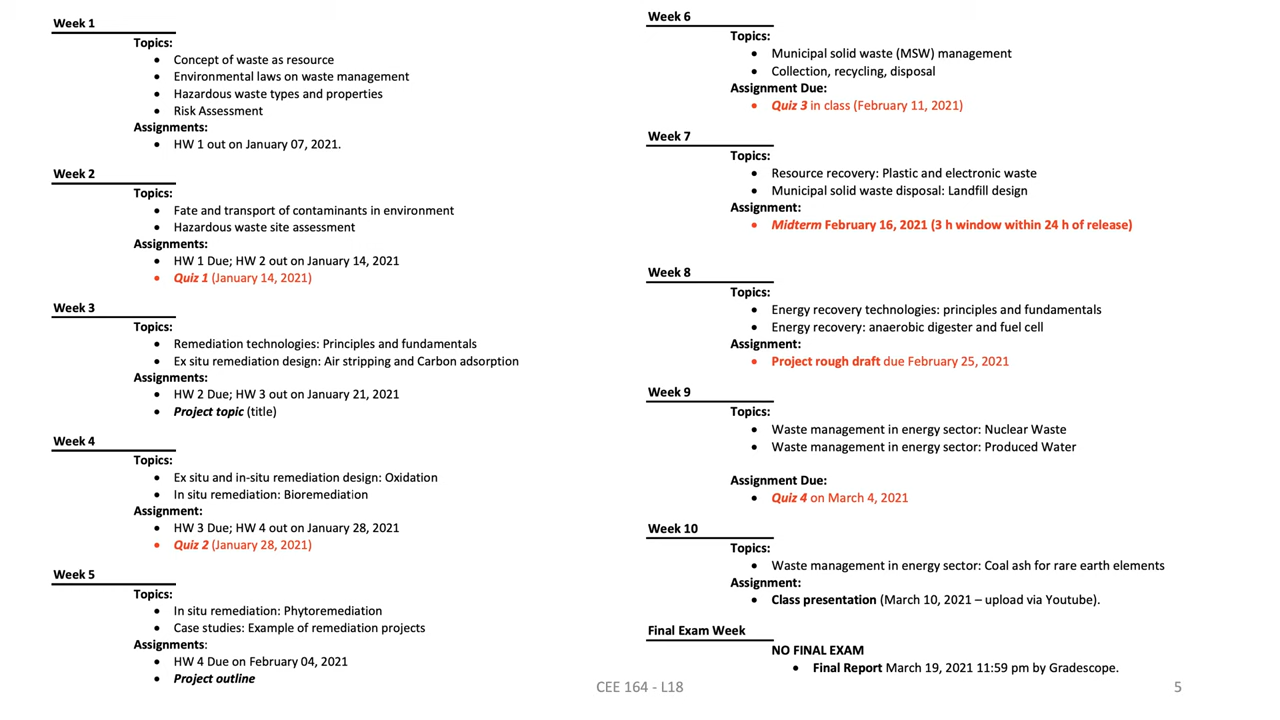 Week 1
Topics:
• Concept of waste as resource
• Environmental laws on waste management
• Hazardous waste types and properties
• Risk Assessment
Assignments:
• HW 1 out on January 07, 2021.
Week 2
Topics:
• Fate and transport of contaminants in environment
• Hazardous waste site assessment
Assignments:
• HW 1 Due; HW 2 out on January 14, 2021
• Quiz 1 (January 14, 2021)
Week 3
Topics:
• Remediation technologies: Principles and fundamentals
• Ex situ remediation design: Air stripping and Carbon adsorption
Assignments:
• HW 2 Due; HW 3 out on January 21, 2021
• Project topic (title)
Week 4
Topics:
• Ex situ and in-situ remediation design: Oxidation
• In situ remediation: Bioremediation
Assignment:
• HW 3 Due; HW 4 out on January 28, 2021
• Quiz 2 (January 28, 2021)
Week 5
Topics:
• In situ remediation: Phytoremediation
• Case studies: Example of remediation projects
Assignments:
• HW 4 Due on February 04, 2021
• Project outline
Week 6
Topics:
• Municipal solid waste (MSW) management
• Collection, recycling, disposal
Assignment Due:
• Quiz 3 in class (February 11, 2021)
Week 7
Topics:
• Resource recovery: Plastic and electronic waste
• Municipal solid waste disposal: Landfill design
Assignment:
• Midterm February 16, 2021 (3 h window within 24 h of release)
Week 8
Topics:
• Energy recovery technologies: principles and fundamentals
• Energy recovery: anaerobic digester and fuel cell
Assignment:
• Project rough draft due February 25, 2021
Week 9
Topics:
• Waste management in energy sector: Nuclear Waste
• Waste management in energy sector: Produced Water
Assignment Due:
• Quiz 4 on March 4, 2021
Week 10
Topics:
• Waste management in energy sector: Coal ash for rare earth elements
Assignment:
• Class presentation (March 10, 2021 – upload via Youtube).
Final Exam Week
NO FINAL EXAM
• Final Report March 19, 2021 11:59 pm by Gradescope.
CEE 164 - L18
5